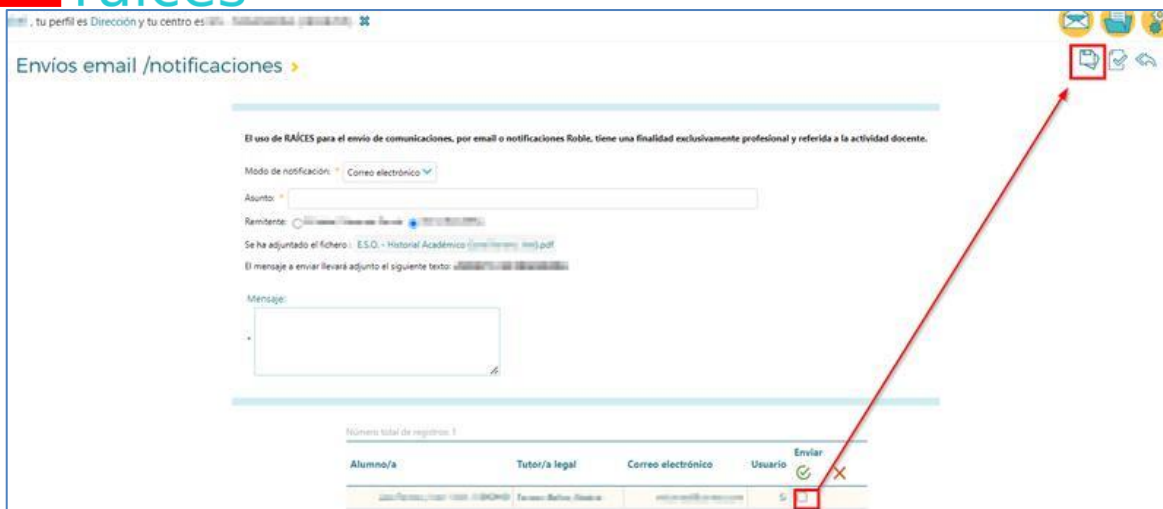 raíces
, tu perfil es Dirección y tu centro es
Envíos email /notificaciones
El uso de RAÍCES para el envío de comunicaciones, por email o notificaciones Roble, tiene una finalidad exclusivamente profesional y referida a la actividad docente.
Modo de notificación: * Correo electrónico
Asunto: *
Remitente:
Se ha adjuntado el fichero : E.S.O. - Historial Académico .pdf
El mensaje a enviar llevará adjunto el siguiente texto:
Mensaje:
*
Número total de registros: 1
Alumno/a Tutor/a legal Correo electrónico Usuario Enviar
S